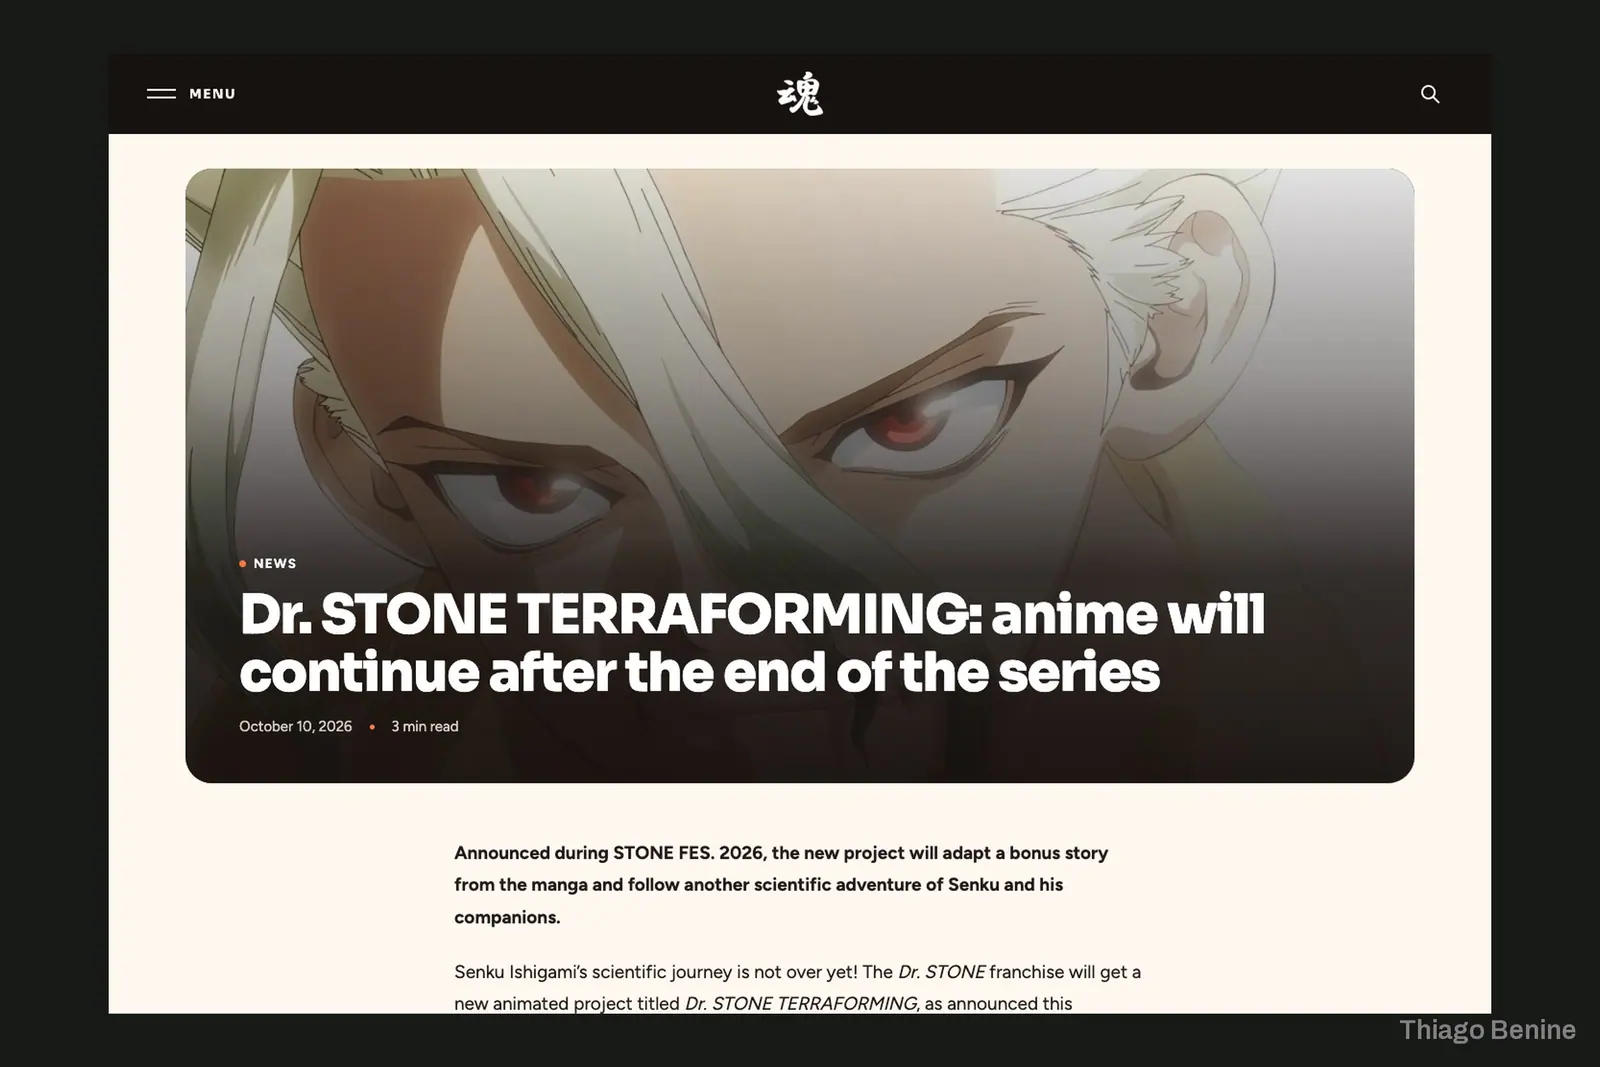 MENU
魂
NEWS
Dr. STONE TERRAFORMING: anime will
continue after the end of the series
October 10, 2026 • 3 min read
Announced during STONE FES. 2026, the new project will adapt a bonus story
from the manga and follow another scientific adventure of Senku and his
companions.
Senku Ishigami’s scientific journey is not over yet! The Dr. STONE franchise will get a
new animated project titled Dr. STONE TERRAFORMING, as announced this
Thiago Benine